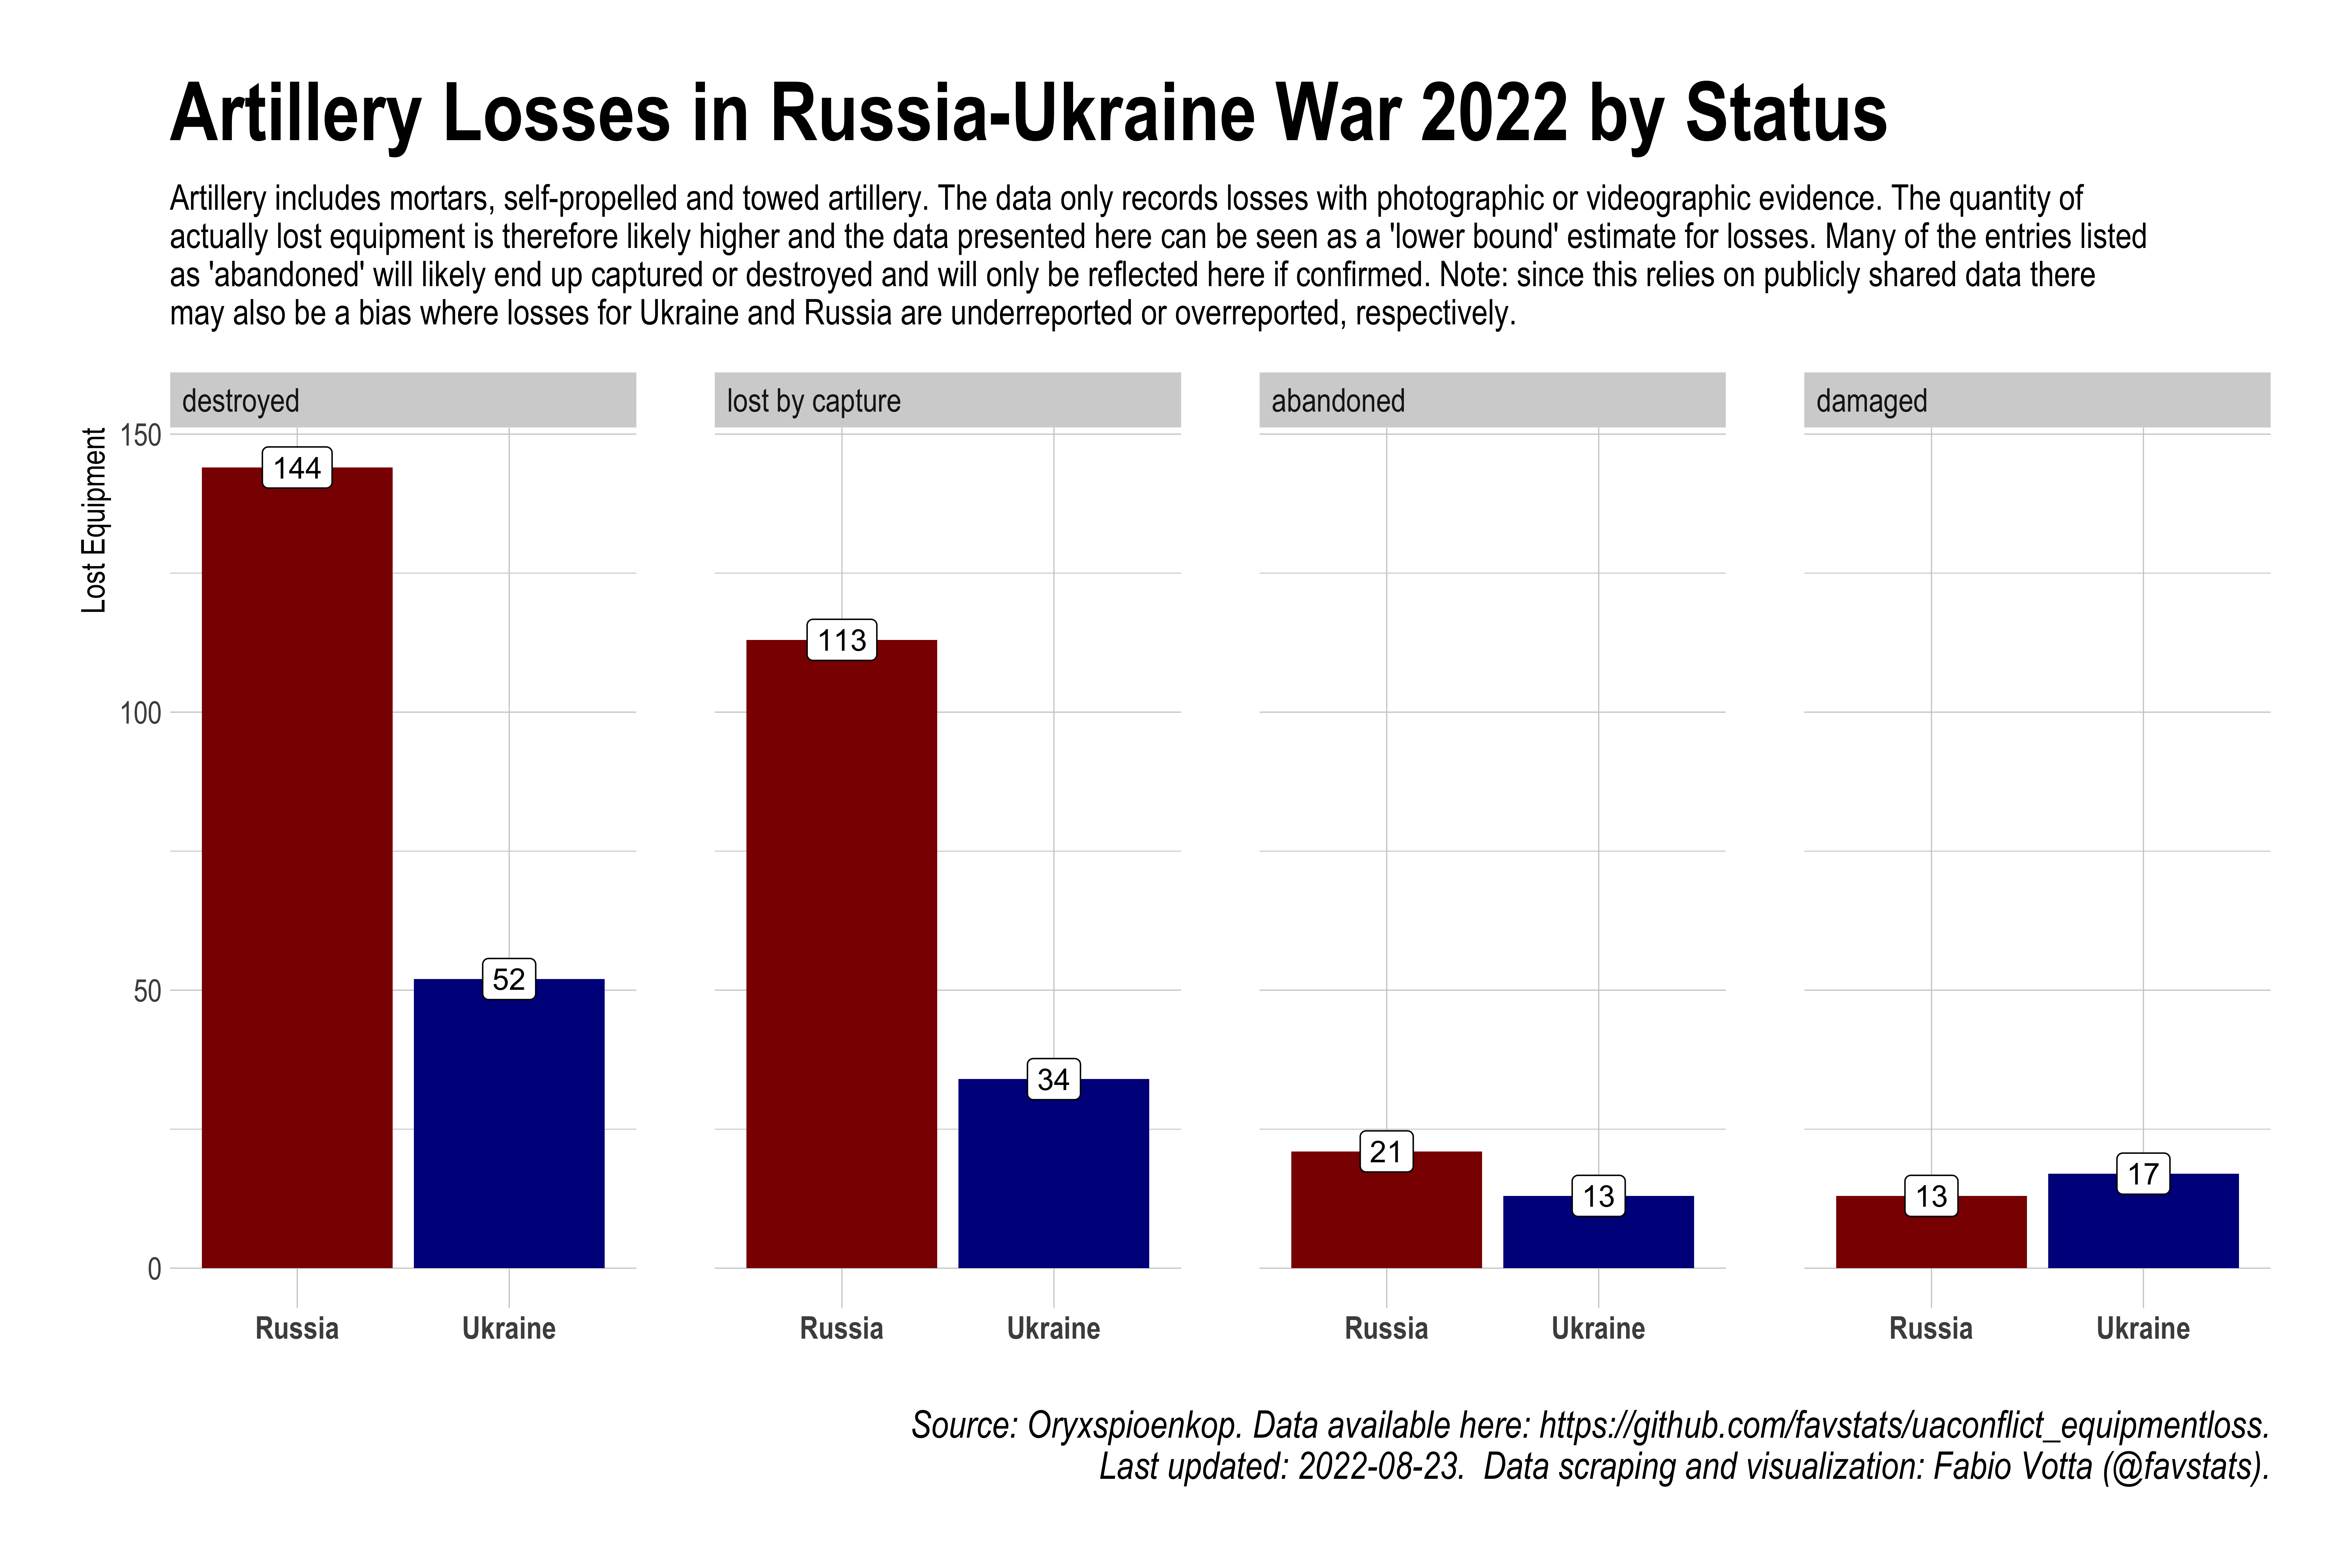 Artillery Losses in Russia-Ukraine War 2022 by Status
Artillery includes mortars, self-propelled and towed artillery. The data only records losses with photographic or videographic evidence. The quantity of
actually lost equipment is therefore likely higher and the data presented here can be seen as a 'lower bound' estimate for losses. Many of the entries listed
as 'abandoned' will likely end up captured or destroyed and will only be reflected here if confirmed. Note: since this relies on publicly shared data there
may also be a bias where losses for Ukraine and Russia are underreported or overreported, respectively.
destroyed
lost by capture
abandoned
damaged
Lost Equipment
150
100
50
0
144
52
113
34
21
13
13
17
Russia
Ukraine
Russia
Ukraine
Russia
Ukraine
Russia
Ukraine
Source: Oryxspioenkop. Data available here: https://github.com/favstats/uaconflict_equipmentloss.
Last updated: 2022-08-23.  Data scraping and visualization: Fabio Votta (@favstats).